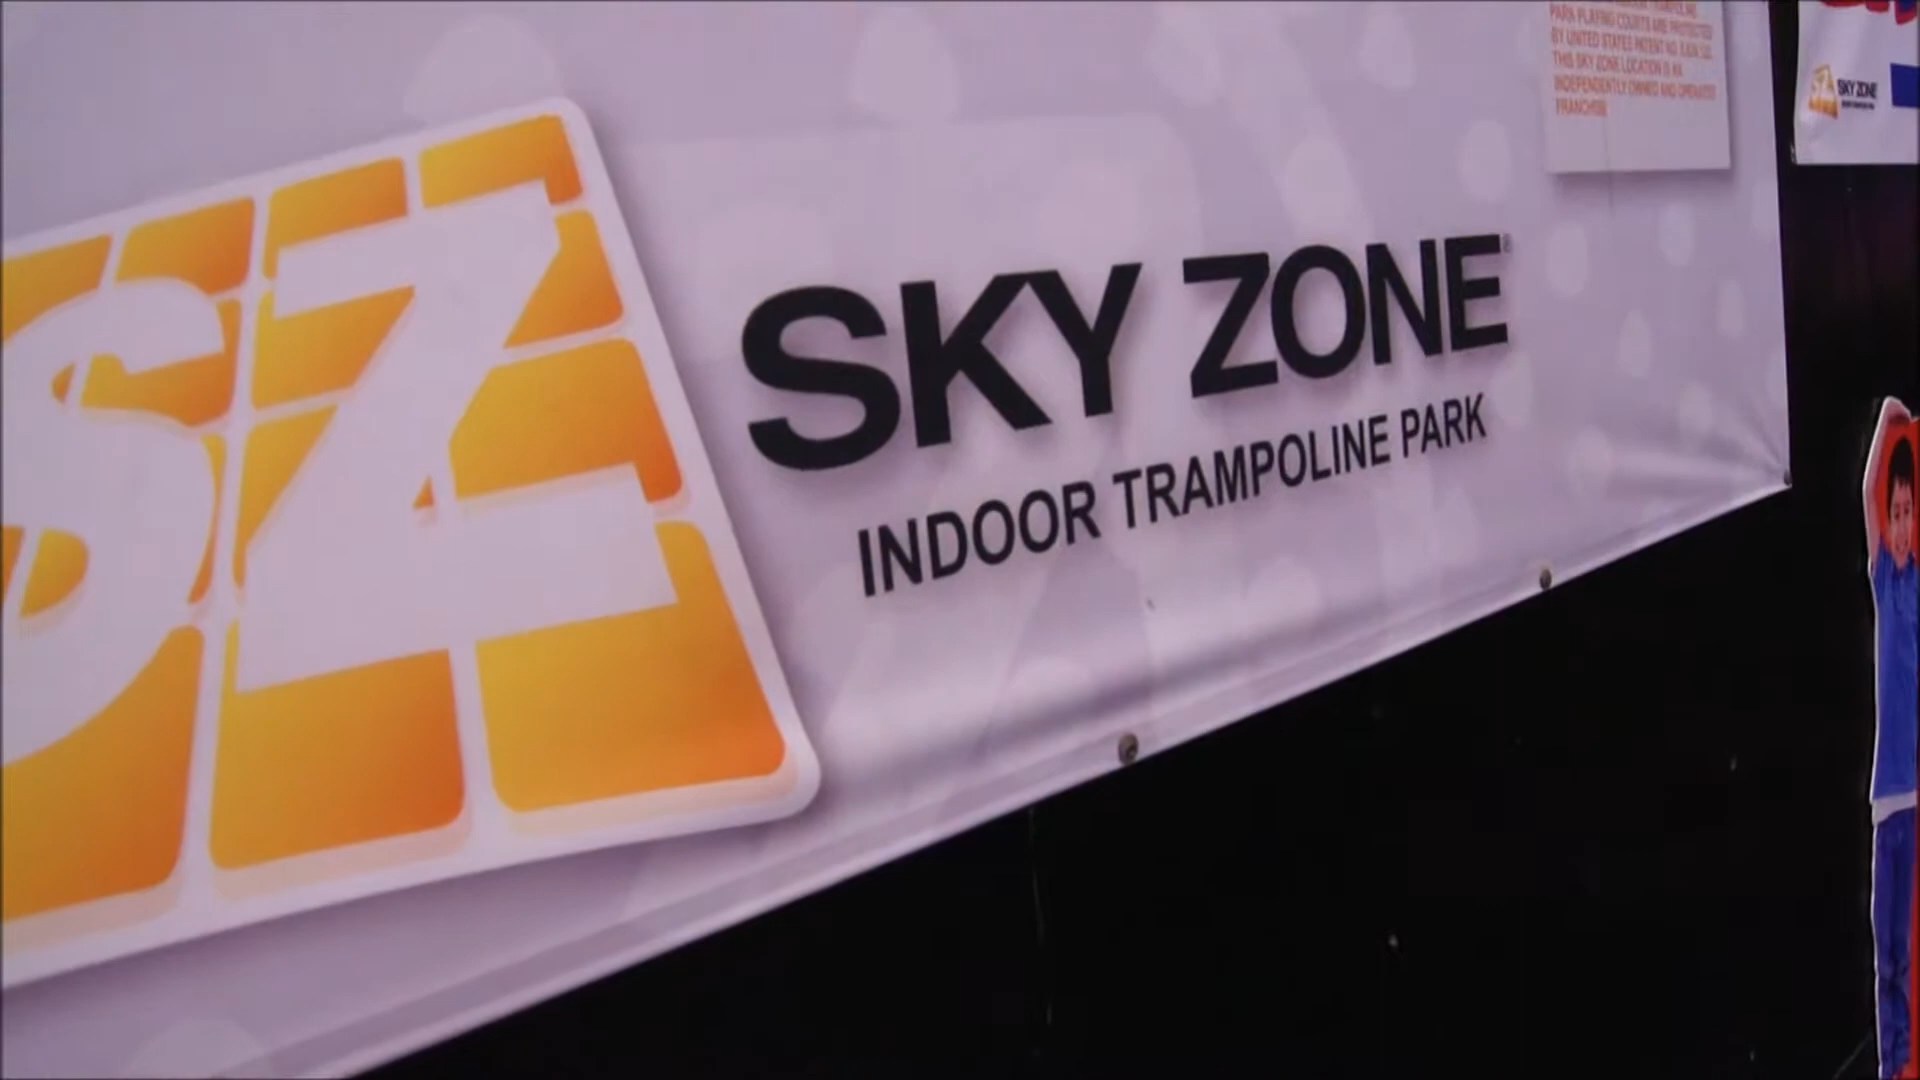 SZ
SKY ZONE
INDOOR TRAMPOLINE PARK
PARK PLAYING COURTS ARE PROTECTED
BY UNITED STATES PATENT NO.
THIS SKY ZONE LOCATION IS AN
INDEPENDENTLY OWNED AND OPERATED
FRANCHISE
SKY ZONE